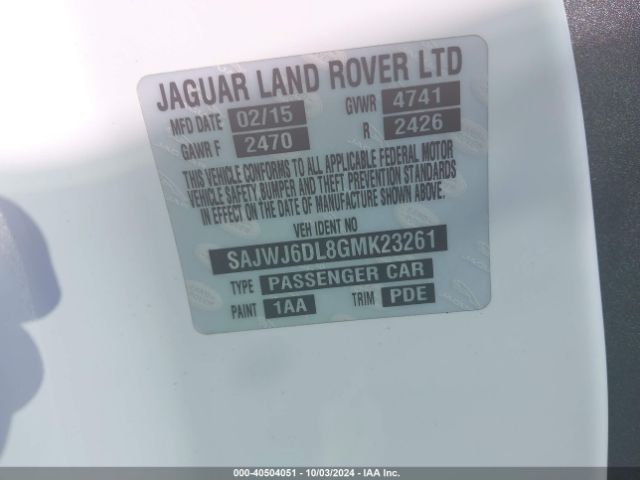 JAGUAR LAND ROVER LTD
MFD DATE 02/15 GVWR 4741
GAWR F 2470 R 2426
THIS VEHICLE CONFORMS TO ALL APPLICABLE FEDERAL MOTOR
VEHICLE SAFETY, BUMPER AND THEFT PREVENTION STANDARDS
IN EFFECT ON THE DATE OF MANUFACTURE SHOWN ABOVE.
VEH IDENT NO
SAJWJ6DL8GMK23261
TYPE PASSENGER CAR
PAINT 1AA TRIM PDE
000-40504051 - 10/03/2024 - IAA Inc.